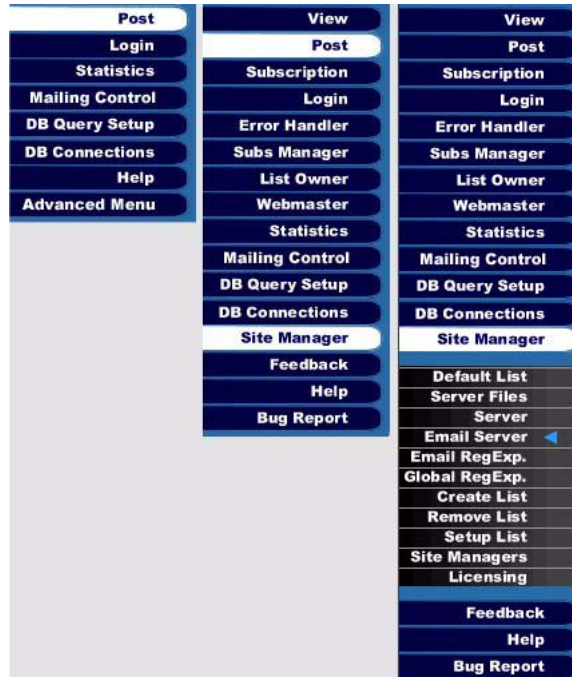 Post
Login
Statistics
Mailing Control
DB Query Setup
DB Connections
Help
Advanced Menu
View
Post
Subscription
Login
Error Handler
Subs Manager
List Owner
Webmaster
Statistics
Mailing Control
DB Query Setup
DB Connections
Site Manager
Feedback
Help
Bug Report
View
Post
Subscription
Login
Error Handler
Subs Manager
List Owner
Webmaster
Statistics
Mailing Control
DB Query Setup
DB Connections
Site Manager
Default List
Server Files
Server
Email Server
Email RegExp.
Global RegExp.
Create List
Remove List
Setup List
Site Managers
Licensing
Feedback
Help
Bug Report